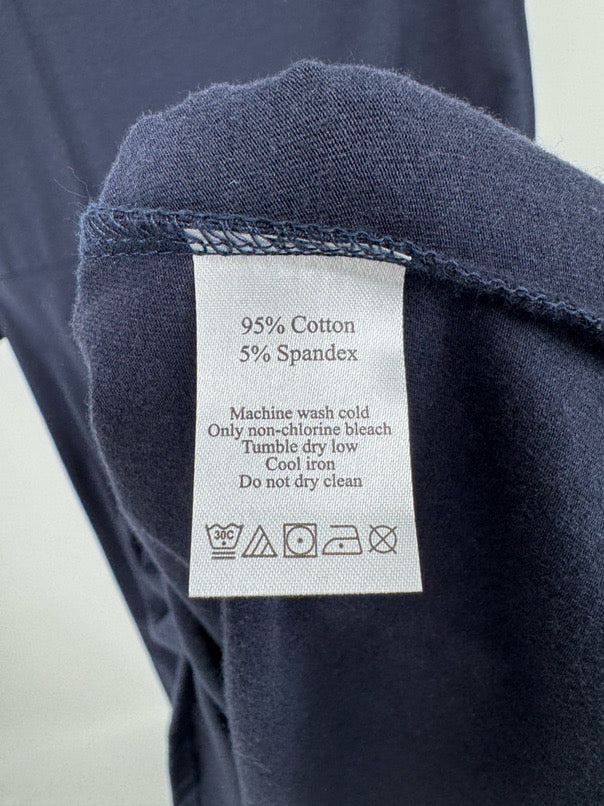 95% Cotton
5% Spandex
Machine wash cold
Only non-chlorine bleach
Tumble dry low
Cool iron
Do not dry clean
30C